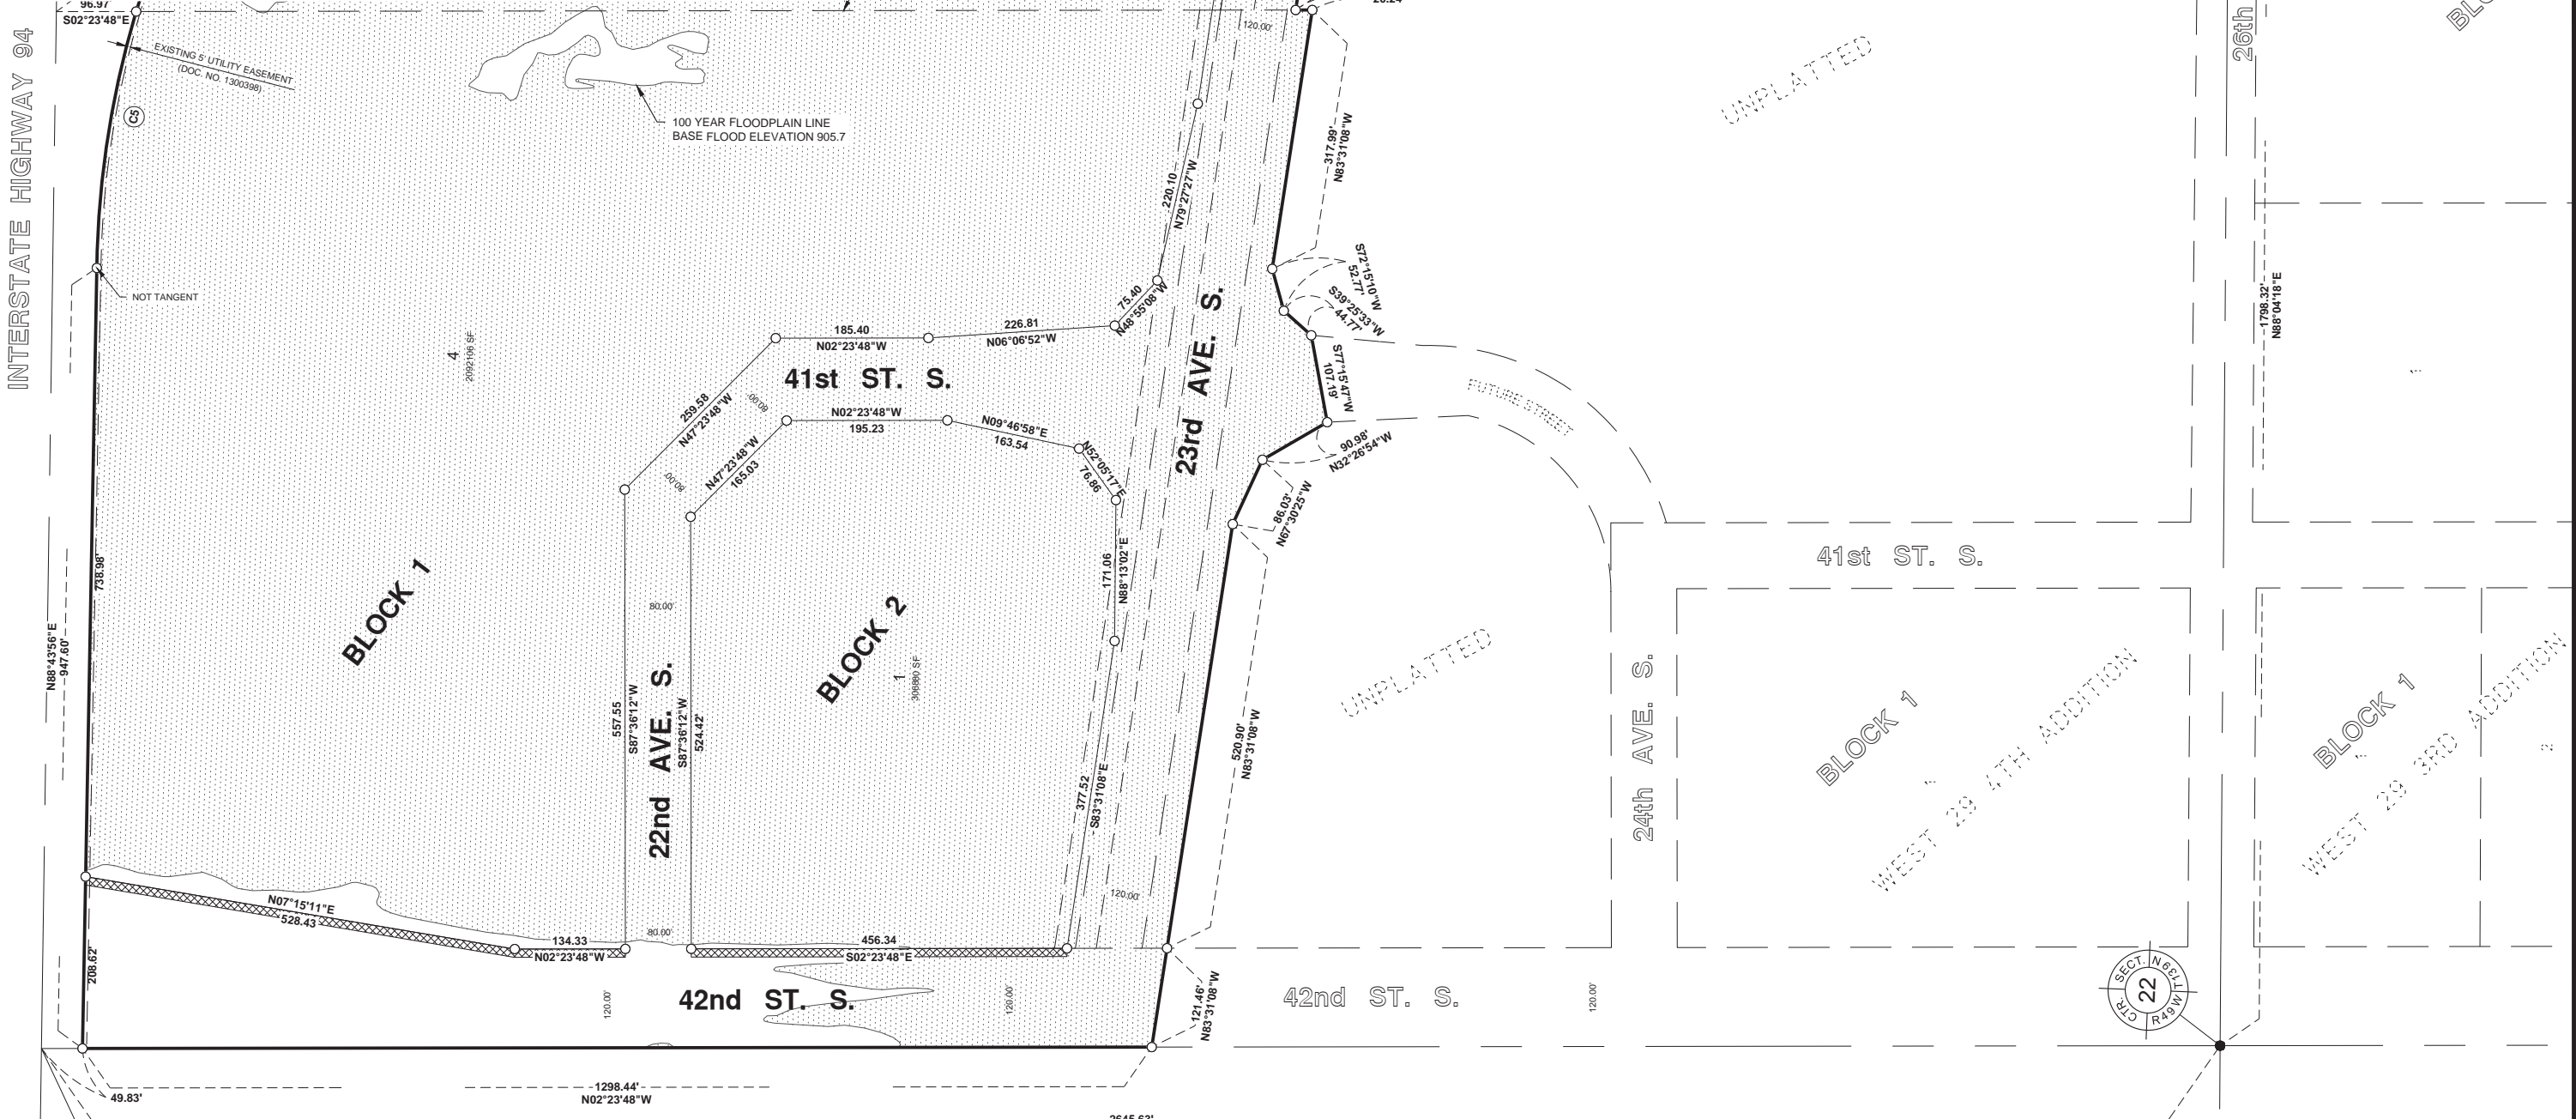 96.97'
S02°23'48"E
INTERSTATE HIGHWAY 94
EXISTING 5' UTILITY EASEMENT
(DOC. NO. 1300398)
C5
100 YEAR FLOODPLAIN LINE
BASE FLOOD ELEVATION 905.7
120.00'
UNPLATTED
26th
317.99'
N83°31'08"W
220.10
N79°27'27"W
NOT TANGENT
S72°15'10"W
52.77'
S39°25'33"W
44.77'
S77°15'47"W
107.19'
90.98'
N32°26'54"W
86.03'
N67°30'25"W
75.40
N48°55'08"W
226.81
N06°06'52"W
185.40
N02°23'48"W
41st ST. S.
259.58
N47°23'48"W
80.00'
80.00'
N47°23'48"W
165.03
N02°23'48"W
195.23
N09°46'58"E
163.54
N52°05'17"E
76.86
23rd AVE. S.
FUTURE STREET
1798.32'
N88°04'18"E
4
2092106 SF
171.06
N88°13'02"E
41st ST. S.
738.98'
BLOCK 1
80.00'
BLOCK 2
1
306880 SF
N88°43'56"E
947.60'
557.55
S87°36'12"W
22nd AVE. S.
S87°36'12"W
524.42'
377.52
S83°31'08"E
520.90'
N83°31'08"W
UNPLATTED
24th AVE. S.
BLOCK 1
WEST 29 4TH ADDITION
BLOCK 1
WEST 29 3RD ADDITION
N07°15'11"E
528.43
134.33
N02°23'48"W
80.00'
456.34
S02°23'48"E
120.00'
208.62'
120.00'
42nd ST. S.
120.00'
121.46'
N83°31'08"W
42nd ST. S.
120.00'
CTR. SECT.
22
T139N
R49W
49.83'
1298.44'
N02°23'48"W
2645.63'